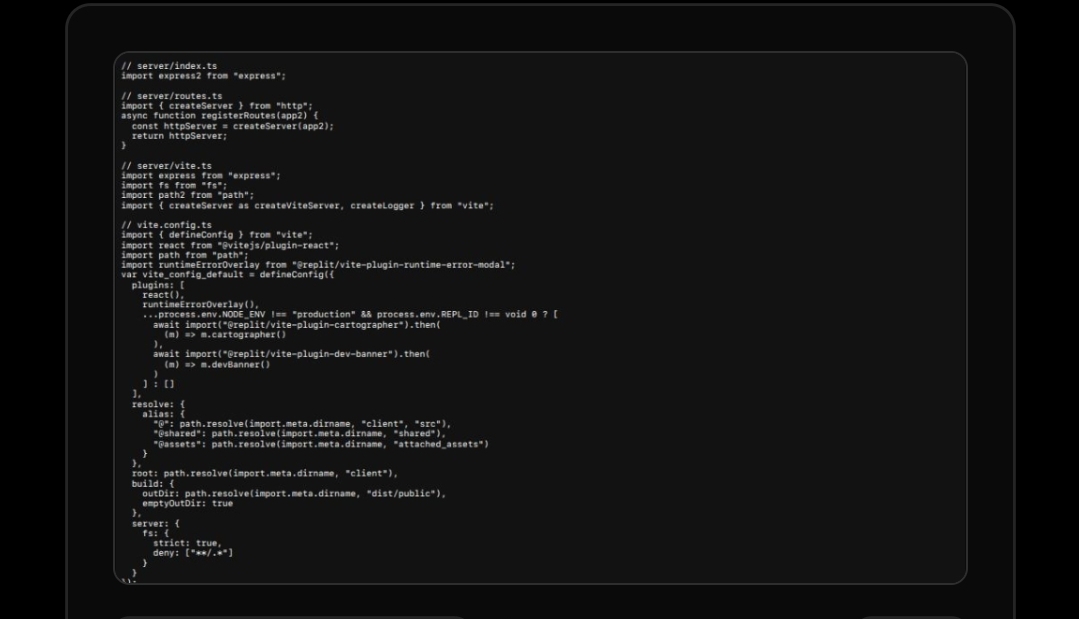 // server/index.ts
import express2 from "express";

// server/routes.ts
import { createServer } from "http";
async function registerRoutes(app2) {
  const httpServer = createServer(app2);
  return httpServer;
}

// server/vite.ts
import express from "express";
import fs from "fs";
import path2 from "path";
import { createServer as createViteServer, createLogger } from "vite";

// vite.config.ts
import { defineConfig } from "vite";
import react from "@vitejs/plugin-react";
import path from "path";
import runtimeErrorOverlay from "@replit/vite-plugin-runtime-error-modal";
var vite_config_default = defineConfig({
  plugins: [
    react(),
    runtimeErrorOverlay(),
    ...process.env.NODE_ENV !== "production" && process.env.REPL_ID !== void 0 ? [
      await import("@replit/vite-plugin-cartographer").then(
        (m) => m.cartographer()
      ),
      await import("@replit/vite-plugin-dev-banner").then(
        (m) => m.devBanner()
      )
    ] : []
  ],
  resolve: {
    alias: {
      "@": path.resolve(import.meta.dirname, "client", "src"),
      "@shared": path.resolve(import.meta.dirname, "shared"),
      "@assets": path.resolve(import.meta.dirname, "attached_assets")
    }
  },
  root: path.resolve(import.meta.dirname, "client"),
  build: {
    outDir: path.resolve(import.meta.dirname, "dist/public"),
    emptyOutDir: true
  },
  server: {
    fs: {
      strict: true,
      deny: ["**/.*"]
    }
  }
});